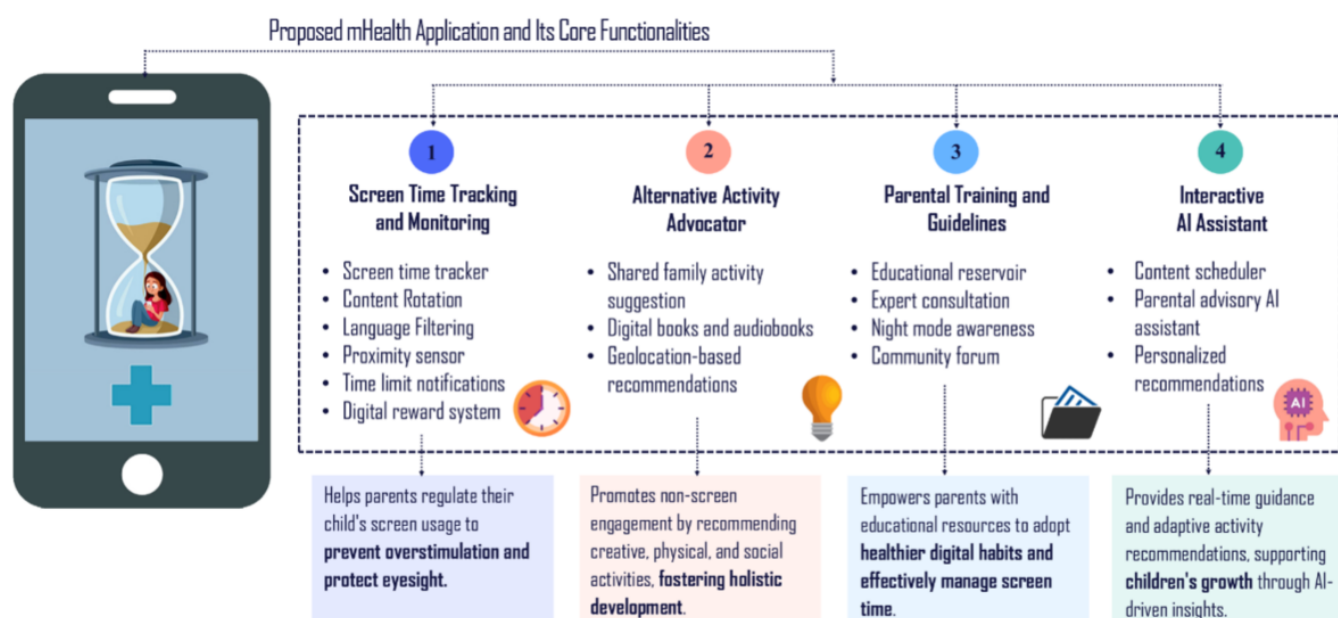 Proposed mHealth Application and Its Core Functionalities
1
Screen Time Tracking
and Monitoring
• Screen time tracker
• Content Rotation
• Language Filtering
• Proximity sensor
• Time limit notifications
• Digital reward system
Helps parents regulate their
child's screen usage to
prevent overstimulation and
protect eyesight.
2
Alternative Activity
Advocator
• Shared family activity
suggestion
• Digital books and audiobooks
• Geolocation-based
recommendations
Promotes non-screen
engagement by recommending
creative, physical, and social
activities, fostering holistic
development.
3
Parental Training and
Guidelines
• Educational reservoir
• Expert consultation
• Night mode awareness
• Community forum
Empowers parents with
educational resources to adopt
healthier digital habits and
effectively manage screen
time.
4
Interactive
AI Assistant
• Content scheduler
• Parental advisory AI
assistant
• Personalized
recommendations
AI
Provides real-time guidance
and adaptive activity
recommendations, supporting
children's growth through AI-
driven insights.